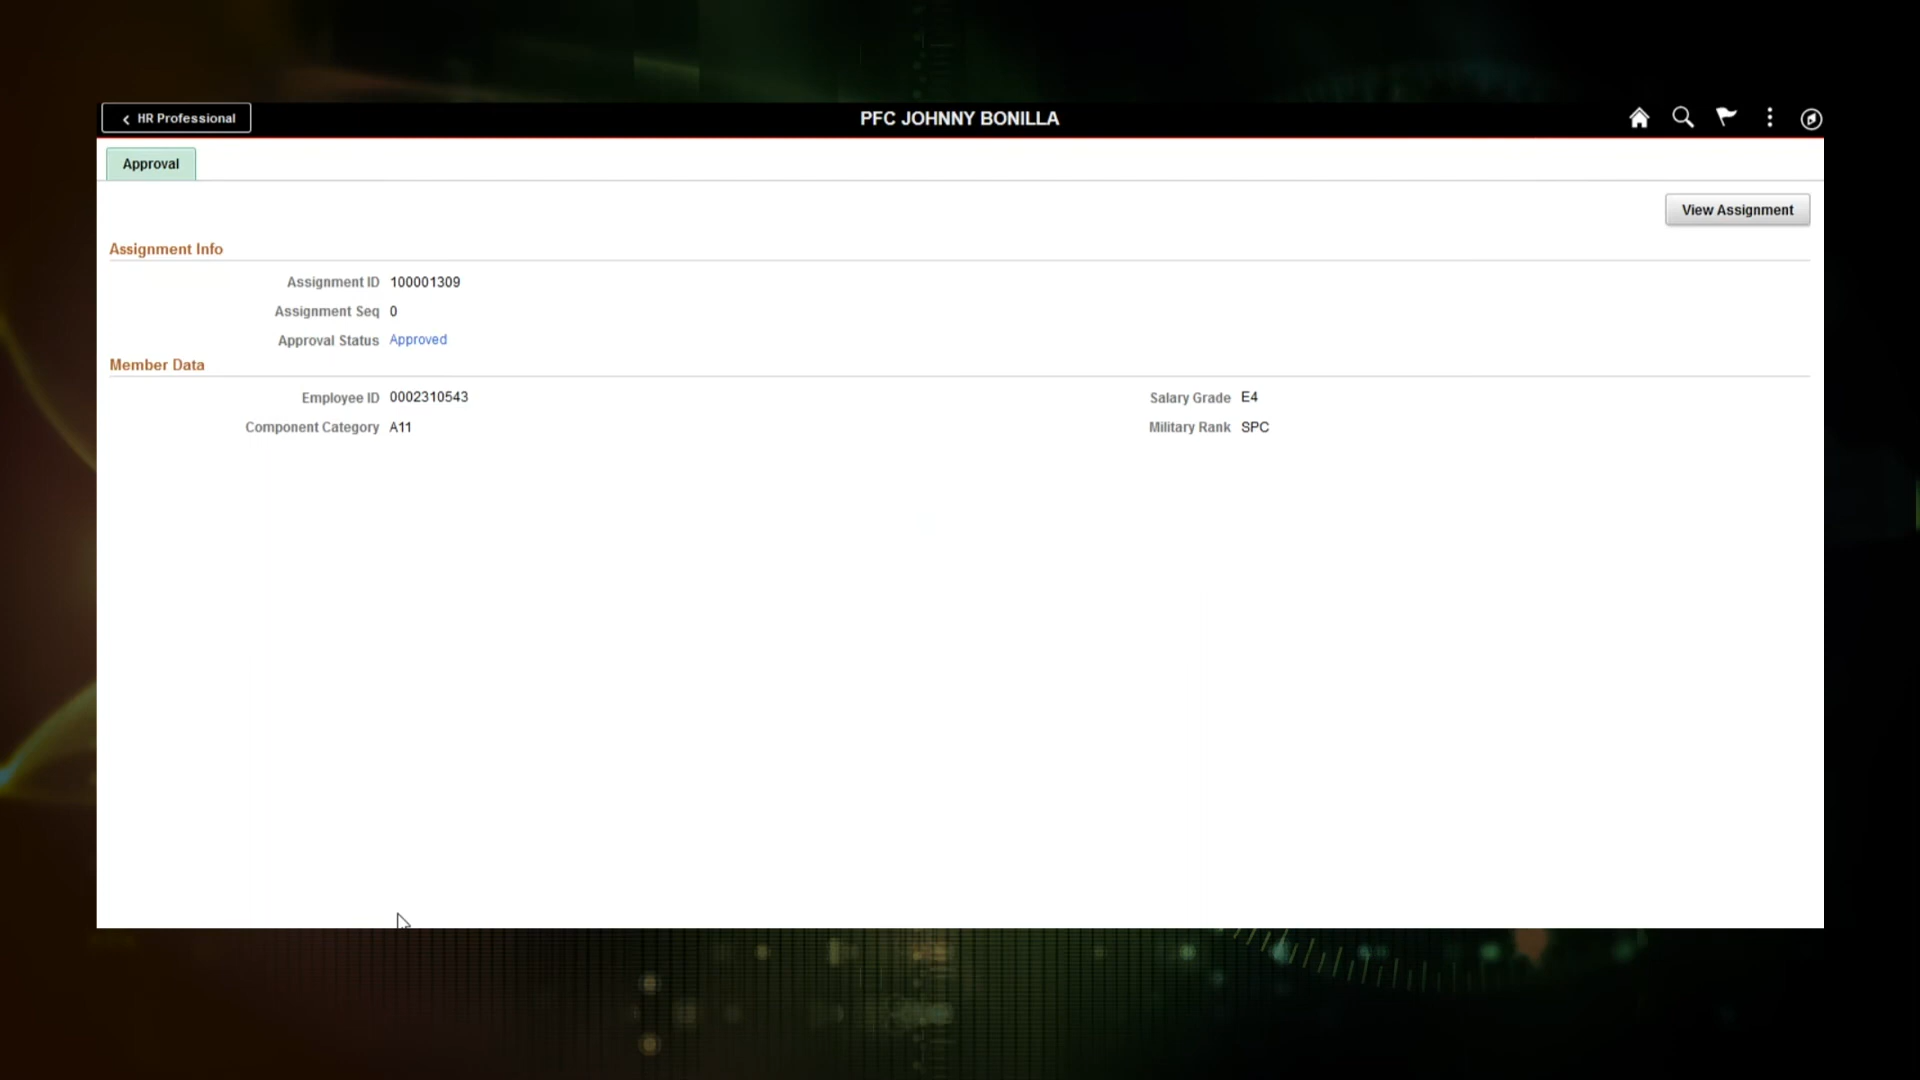 HR Professional
PFC JOHNNY BONILLA
Approval
View Assignment
Assignment Info
Assignment ID 100001309
Assignment Seq 0
Approval Status Approved
Member Data
Employee ID 0002310543 Salary Grade E4
Component Category A11 Military Rank SPC